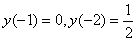 y(-1) = 0, y(-2) = 1/2